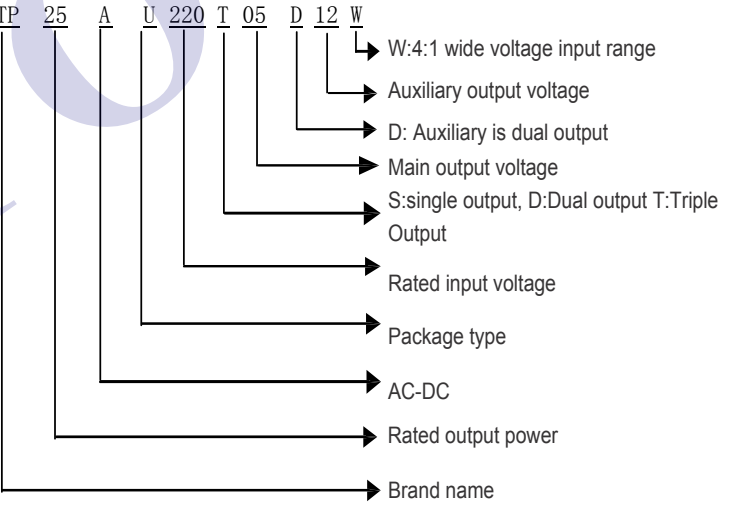 TP 25 A U 220 T 05 D 12 W
W:4:1 wide voltage input range
Auxiliary output voltage
D: Auxiliary is dual output
Main output voltage
S:single output, D:Dual output T:Triple
Output
Rated input voltage
Package type
AC-DC
Rated output power
Brand name